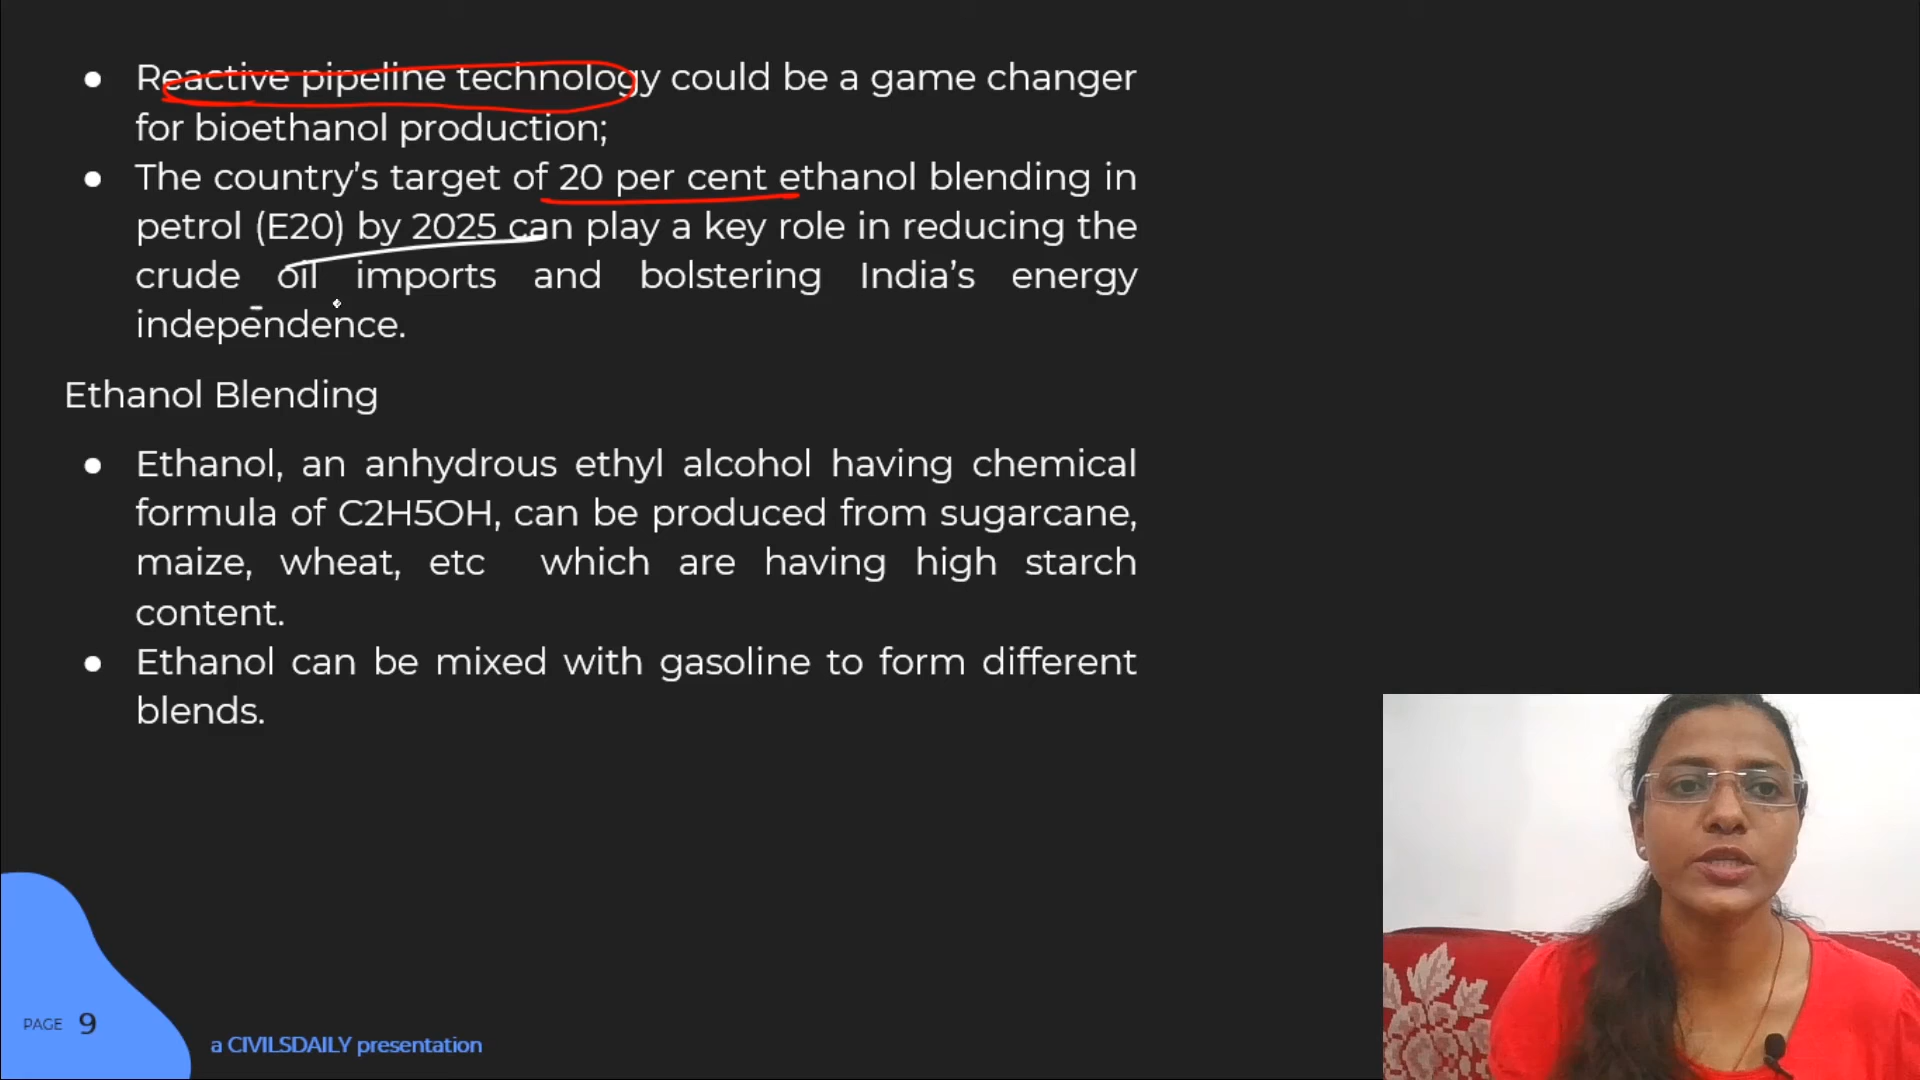 ● Reactive pipeline technology could be a game changer
for bioethanol production;
● The country's target of 20 per cent ethanol blending in
petrol (E20) by 2025 can play a key role in reducing the
crude oil imports and bolstering India's energy
independence.
Ethanol Blending
● Ethanol, an anhydrous ethyl alcohol having chemical
formula of C2H5OH, can be produced from sugarcane,
maize, wheat, etc which are having high starch
content.
● Ethanol can be mixed with gasoline to form different
blends.
PAGE 9
a CIVILSDAILY presentation